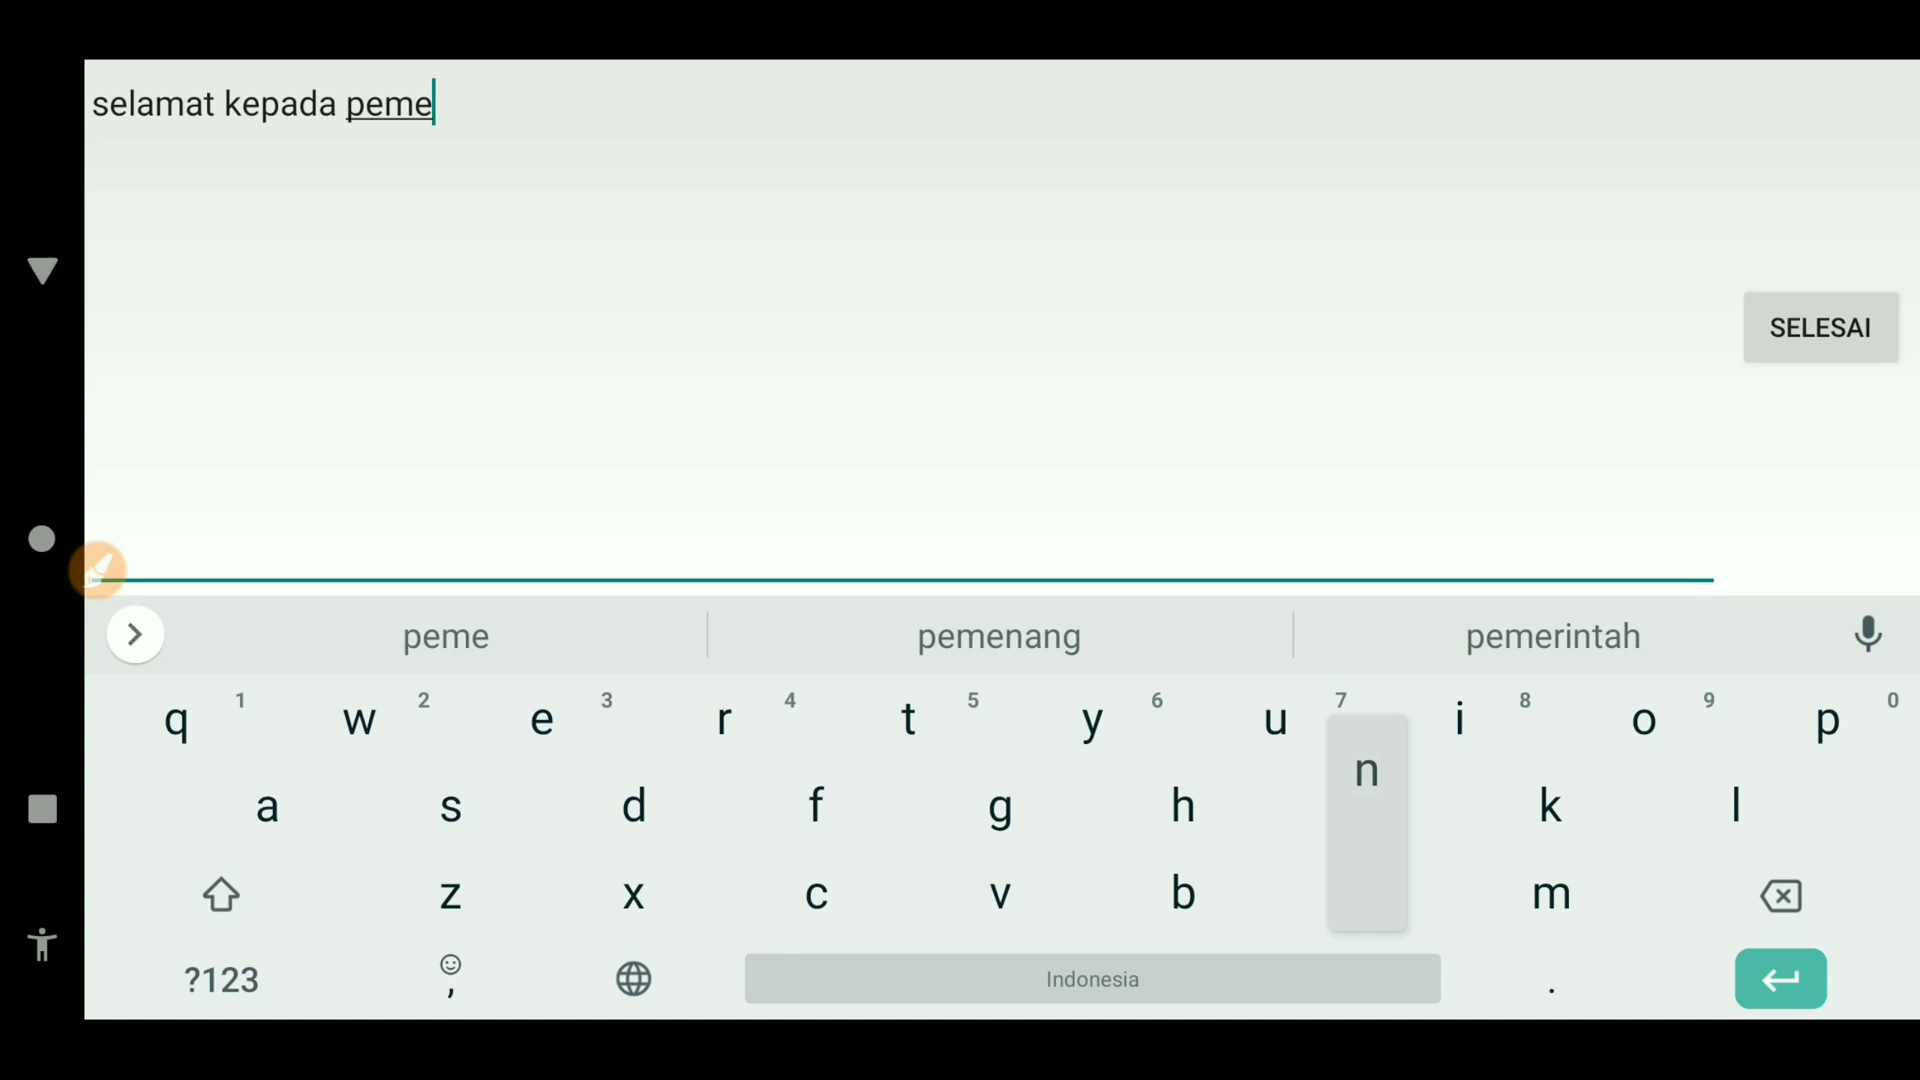 selamat kepada peme
SELESAI
peme pemenang pemerintah
q 1 w 2 e 3 r 4 t 5 y 6 u 7 i 8 o 9 p 0
a s d f g h n k l
z x c v b m
?123 , Indonesia .